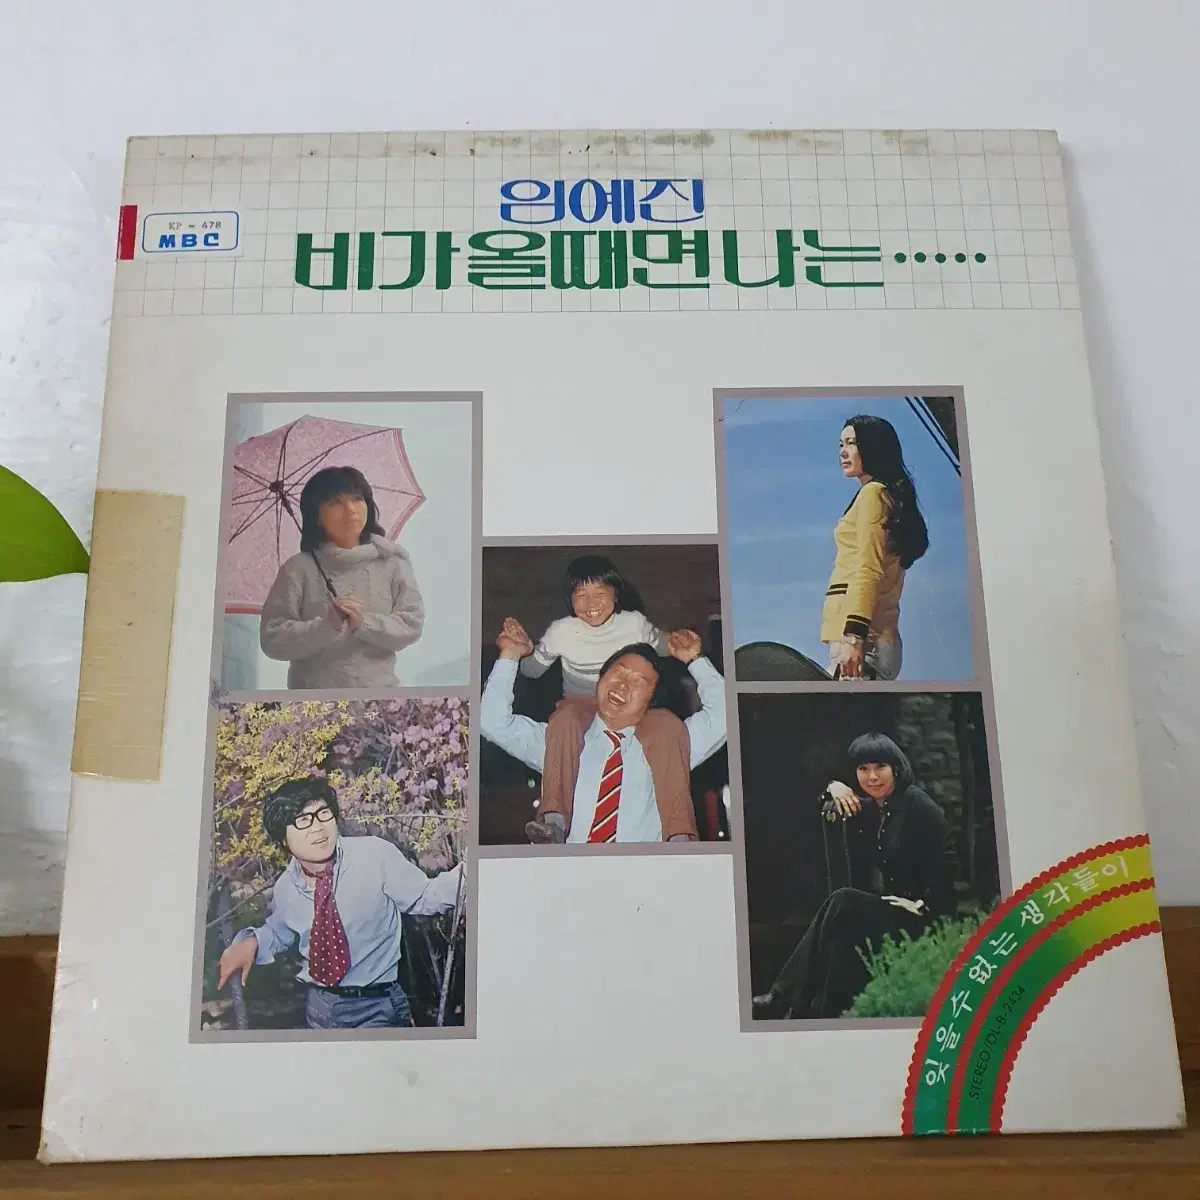 임예진
KP - 478
MBC
비가올때면나는·····
잊을수없는생각들이
STEREO/OL-B-2434